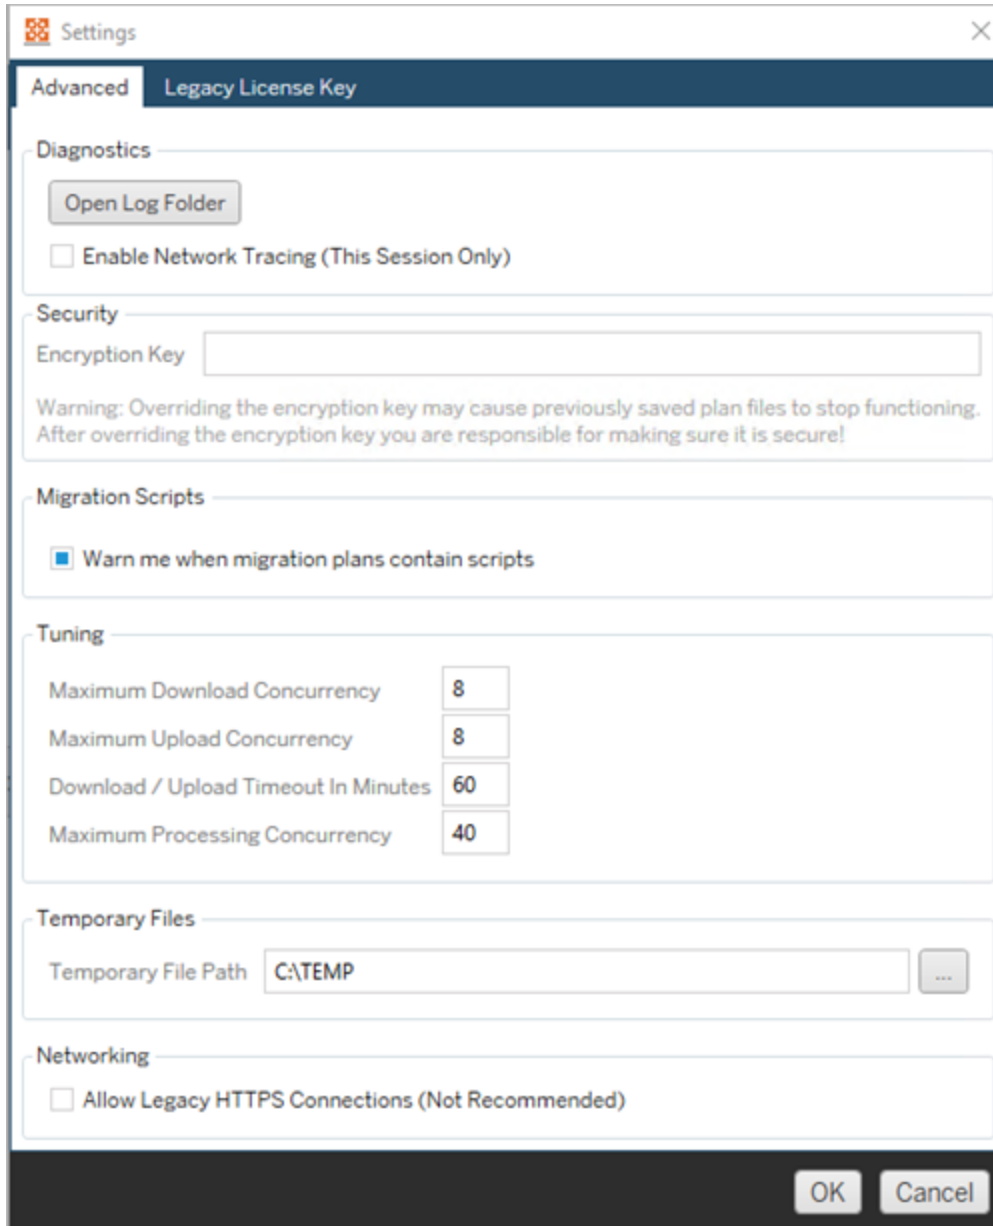 Settings
Advanced Legacy License Key
Diagnostics
Open Log Folder
Enable Network Tracing (This Session Only)
Security
Encryption Key
Warning: Overriding the encryption key may cause previously saved plan files to stop functioning.
After overriding the encryption key you are responsible for making sure it is secure!
Migration Scripts
Warn me when migration plans contain scripts
Tuning
Maximum Download Concurrency 8
Maximum Upload Concurrency 8
Download / Upload Timeout In Minutes 60
Maximum Processing Concurrency 40
Temporary Files
Temporary File Path C:\TEMP ...
Networking
Allow Legacy HTTPS Connections (Not Recommended)
OK Cancel